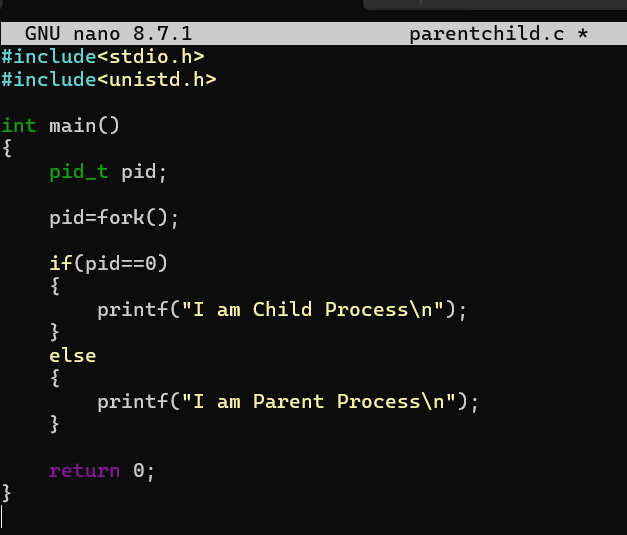 GNU nano 8.7.1 parentchild.c *
#include<stdio.h>
#include<unistd.h>
int main()
{
    pid_t pid;
    pid=fork();
    if(pid==0)
    {
        printf("I am Child Process\n");
    }
    else
    {
        printf("I am Parent Process\n");
    }
    return 0;
}